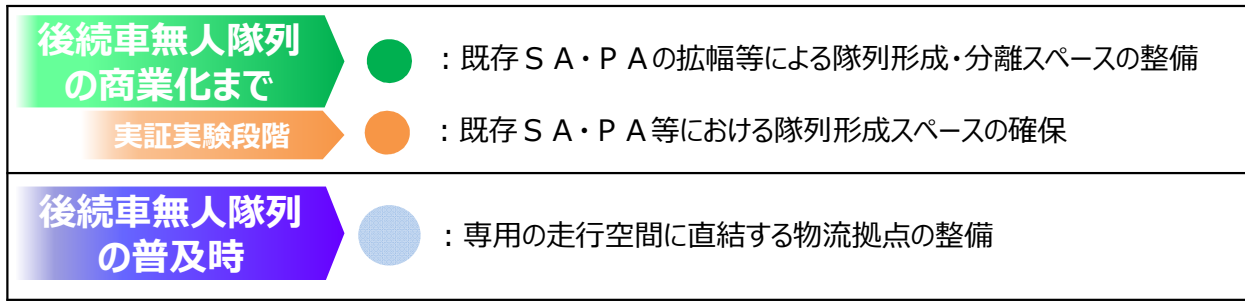 後続車無人隊列
の商業化まで
：既存ＳＡ・ＰＡの拡幅等による隊列形成・分離スペースの整備
実証実験段階
：既存ＳＡ・ＰＡ等における隊列形成スペースの確保
後続車無人隊列
の普及時
：専用の走行空間に直結する物流拠点の整備